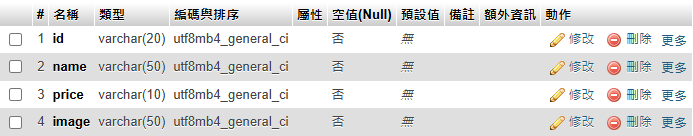 # 名稱 類型 編碼與排序 屬性 空值(Null) 預設值 備註 額外資訊 動作
1 id varchar(20) utf8mb4_general_ci 否 無 修改 刪除 更多
2 name varchar(50) utf8mb4_general_ci 否 無 修改 刪除 更多
3 price varchar(10) utf8mb4_general_ci 否 無 修改 刪除 更多
4 image varchar(50) utf8mb4_general_ci 否 無 修改 刪除 更多